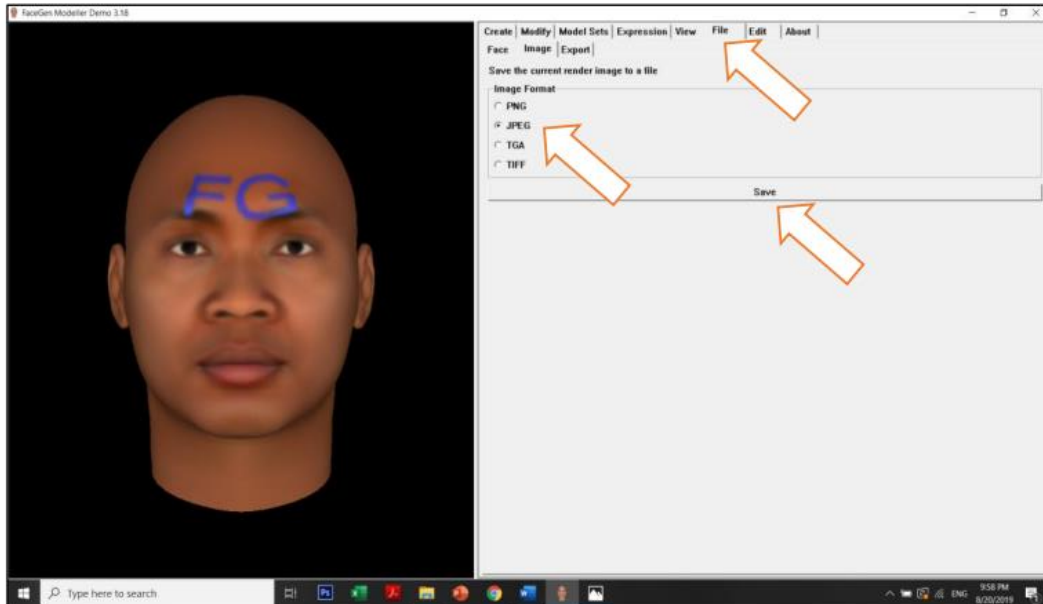 FaceGen Modeller Demo 3.18
Create Modify Model Sets Expression View File Edit About
Face Image Export
Save the current render image to a file
Image Format
PNG
JPEG
TGA
TIFF
Save
FG
Type here to search
Ps
ENG
9:58 PM
8/20/2019